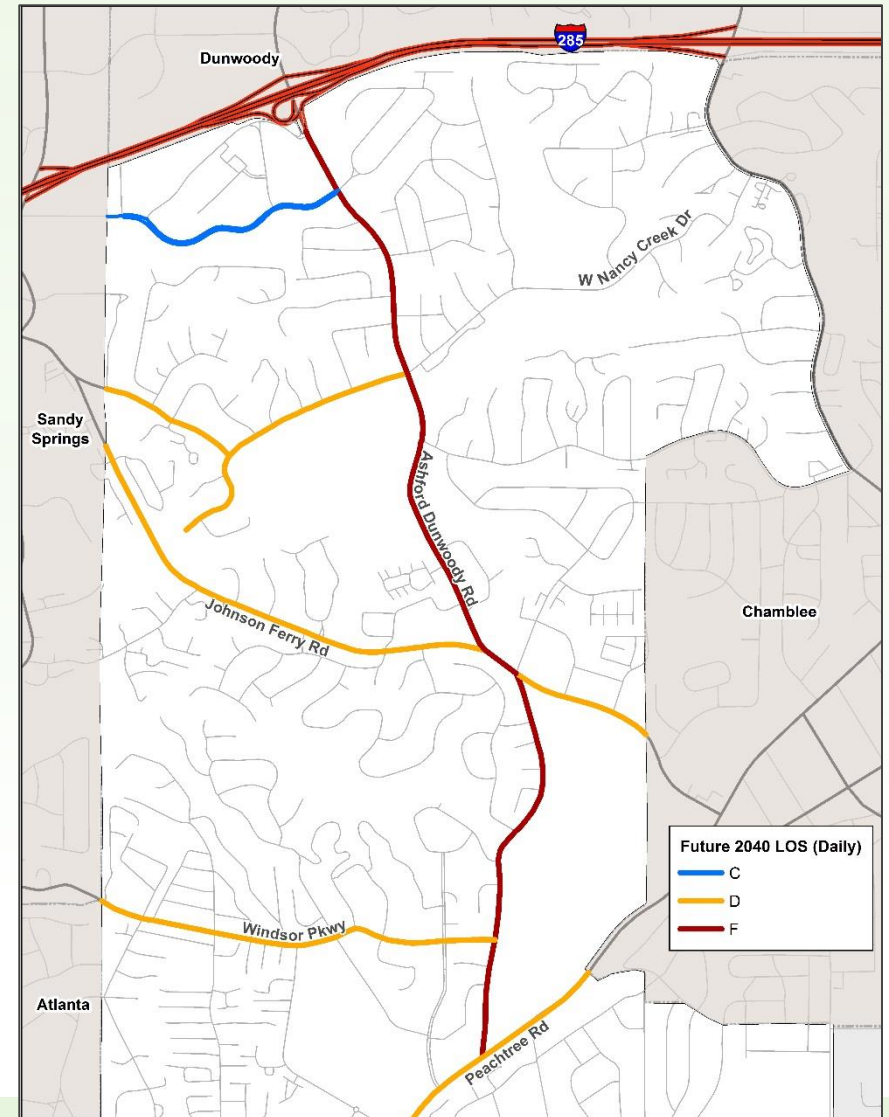 Dunwoody
285
W Nancy Creek Dr
Sandy
Springs
Ashford Dunwoody Rd
Chamblee
Johnson Ferry Rd
Future 2040 LOS (Daily)
C
D
F
Windsor Pkwy
Atlanta
Peachtree Rd